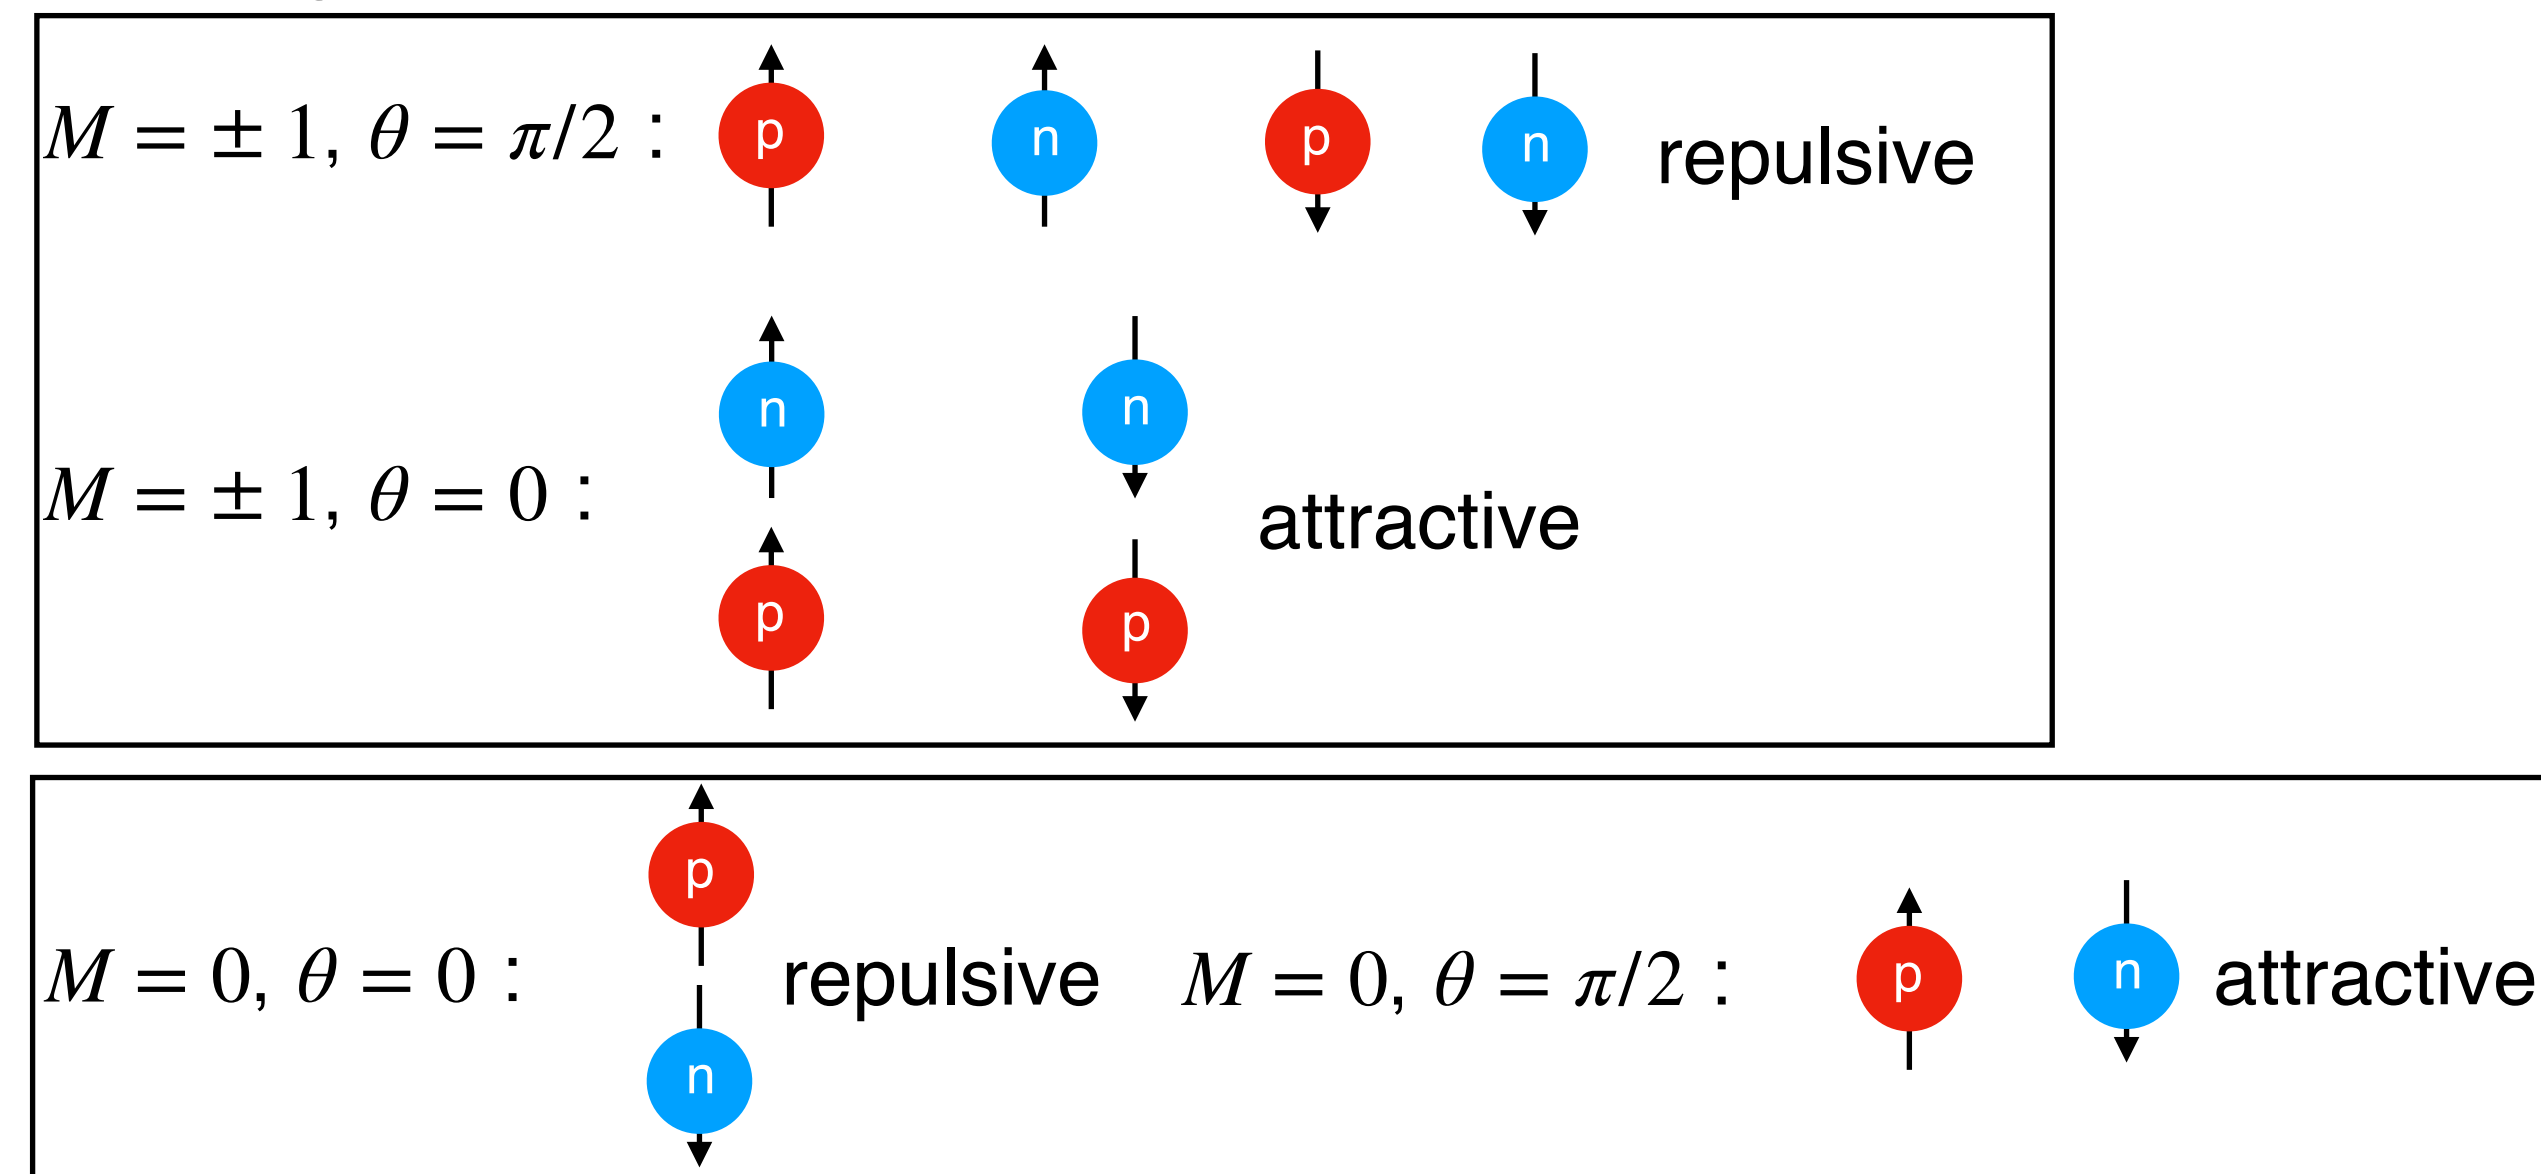 M = ± 1, θ = π/2 : p n p n repulsive
n n
M = ± 1, θ = 0 : attractive
p p
p
M = 0, θ = 0 : repulsive M = 0, θ = π/2 : p n attractive
n